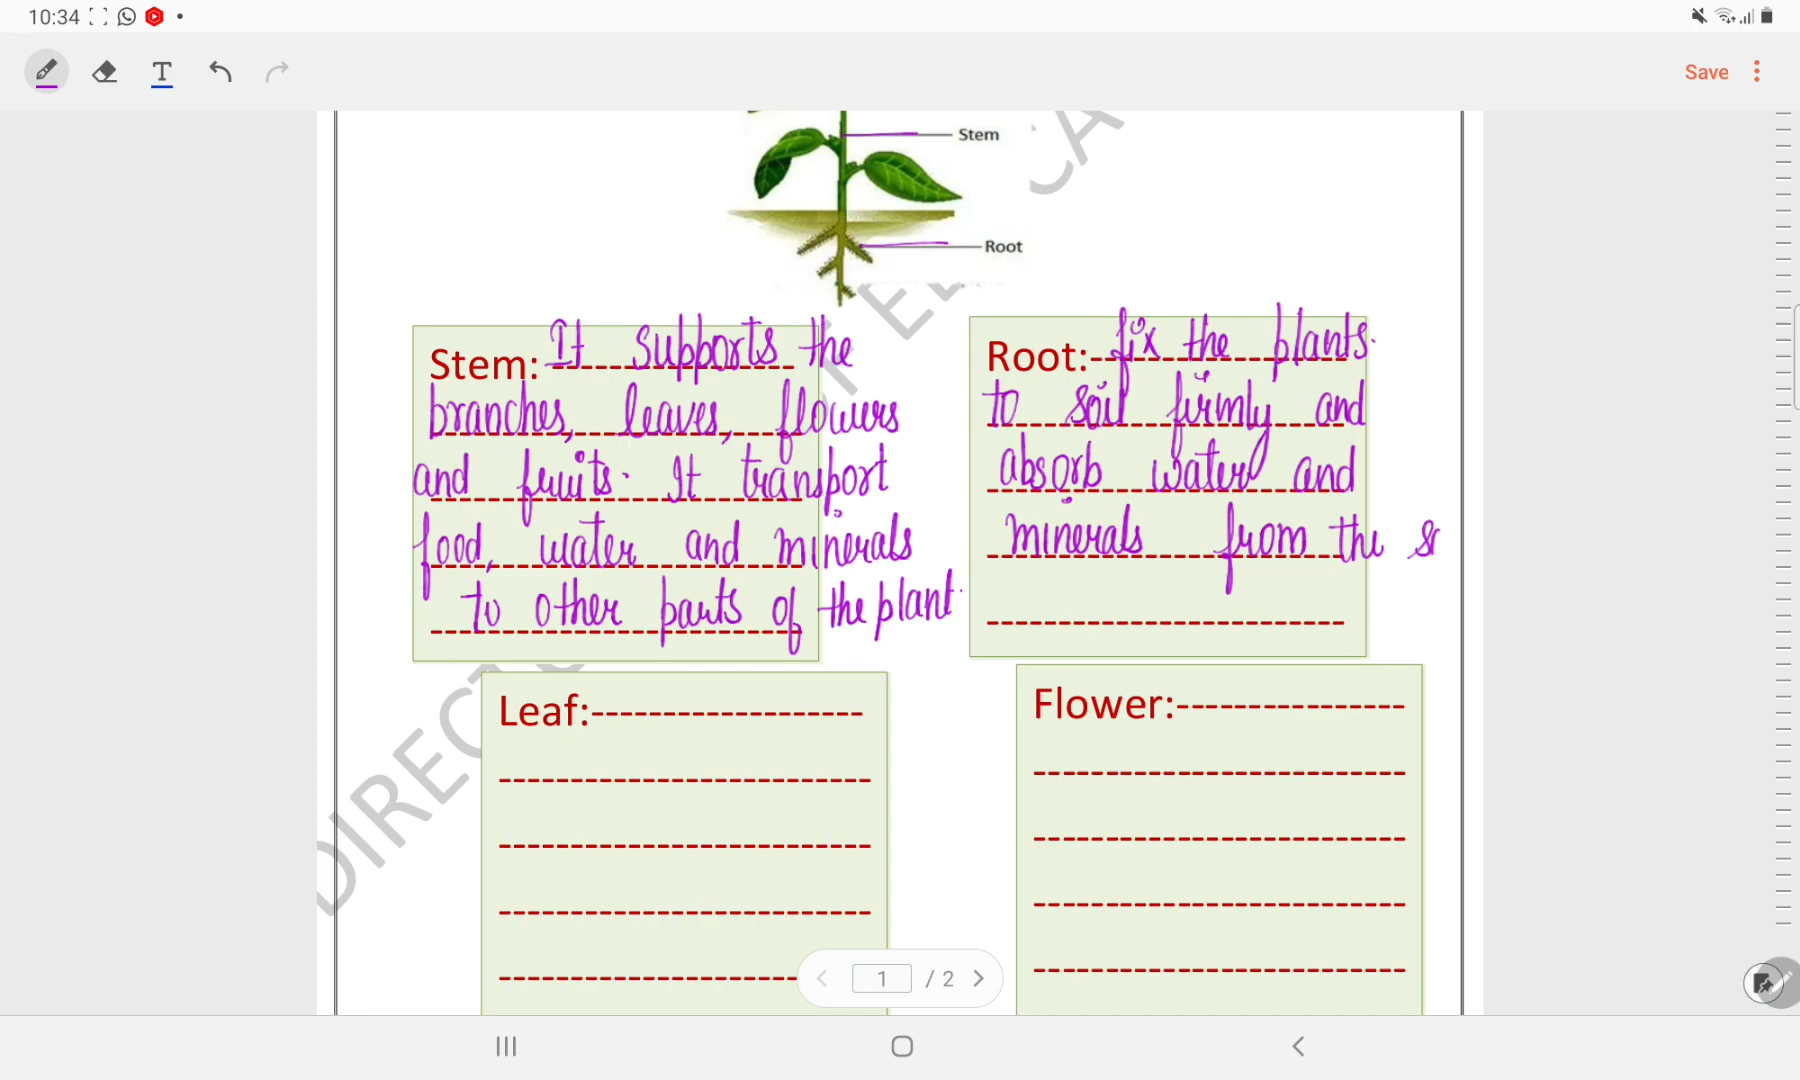 10:34
T
Save
Stem
Root
Stem: It supports the
branches, leaves, flowers
and fruits. It transport
food, water and minerals
to other parts of the plant.
Root: fix the plants.
to soil firmly and
absorb water and
minerals from the s
Leaf:
Flower:
1 / 2